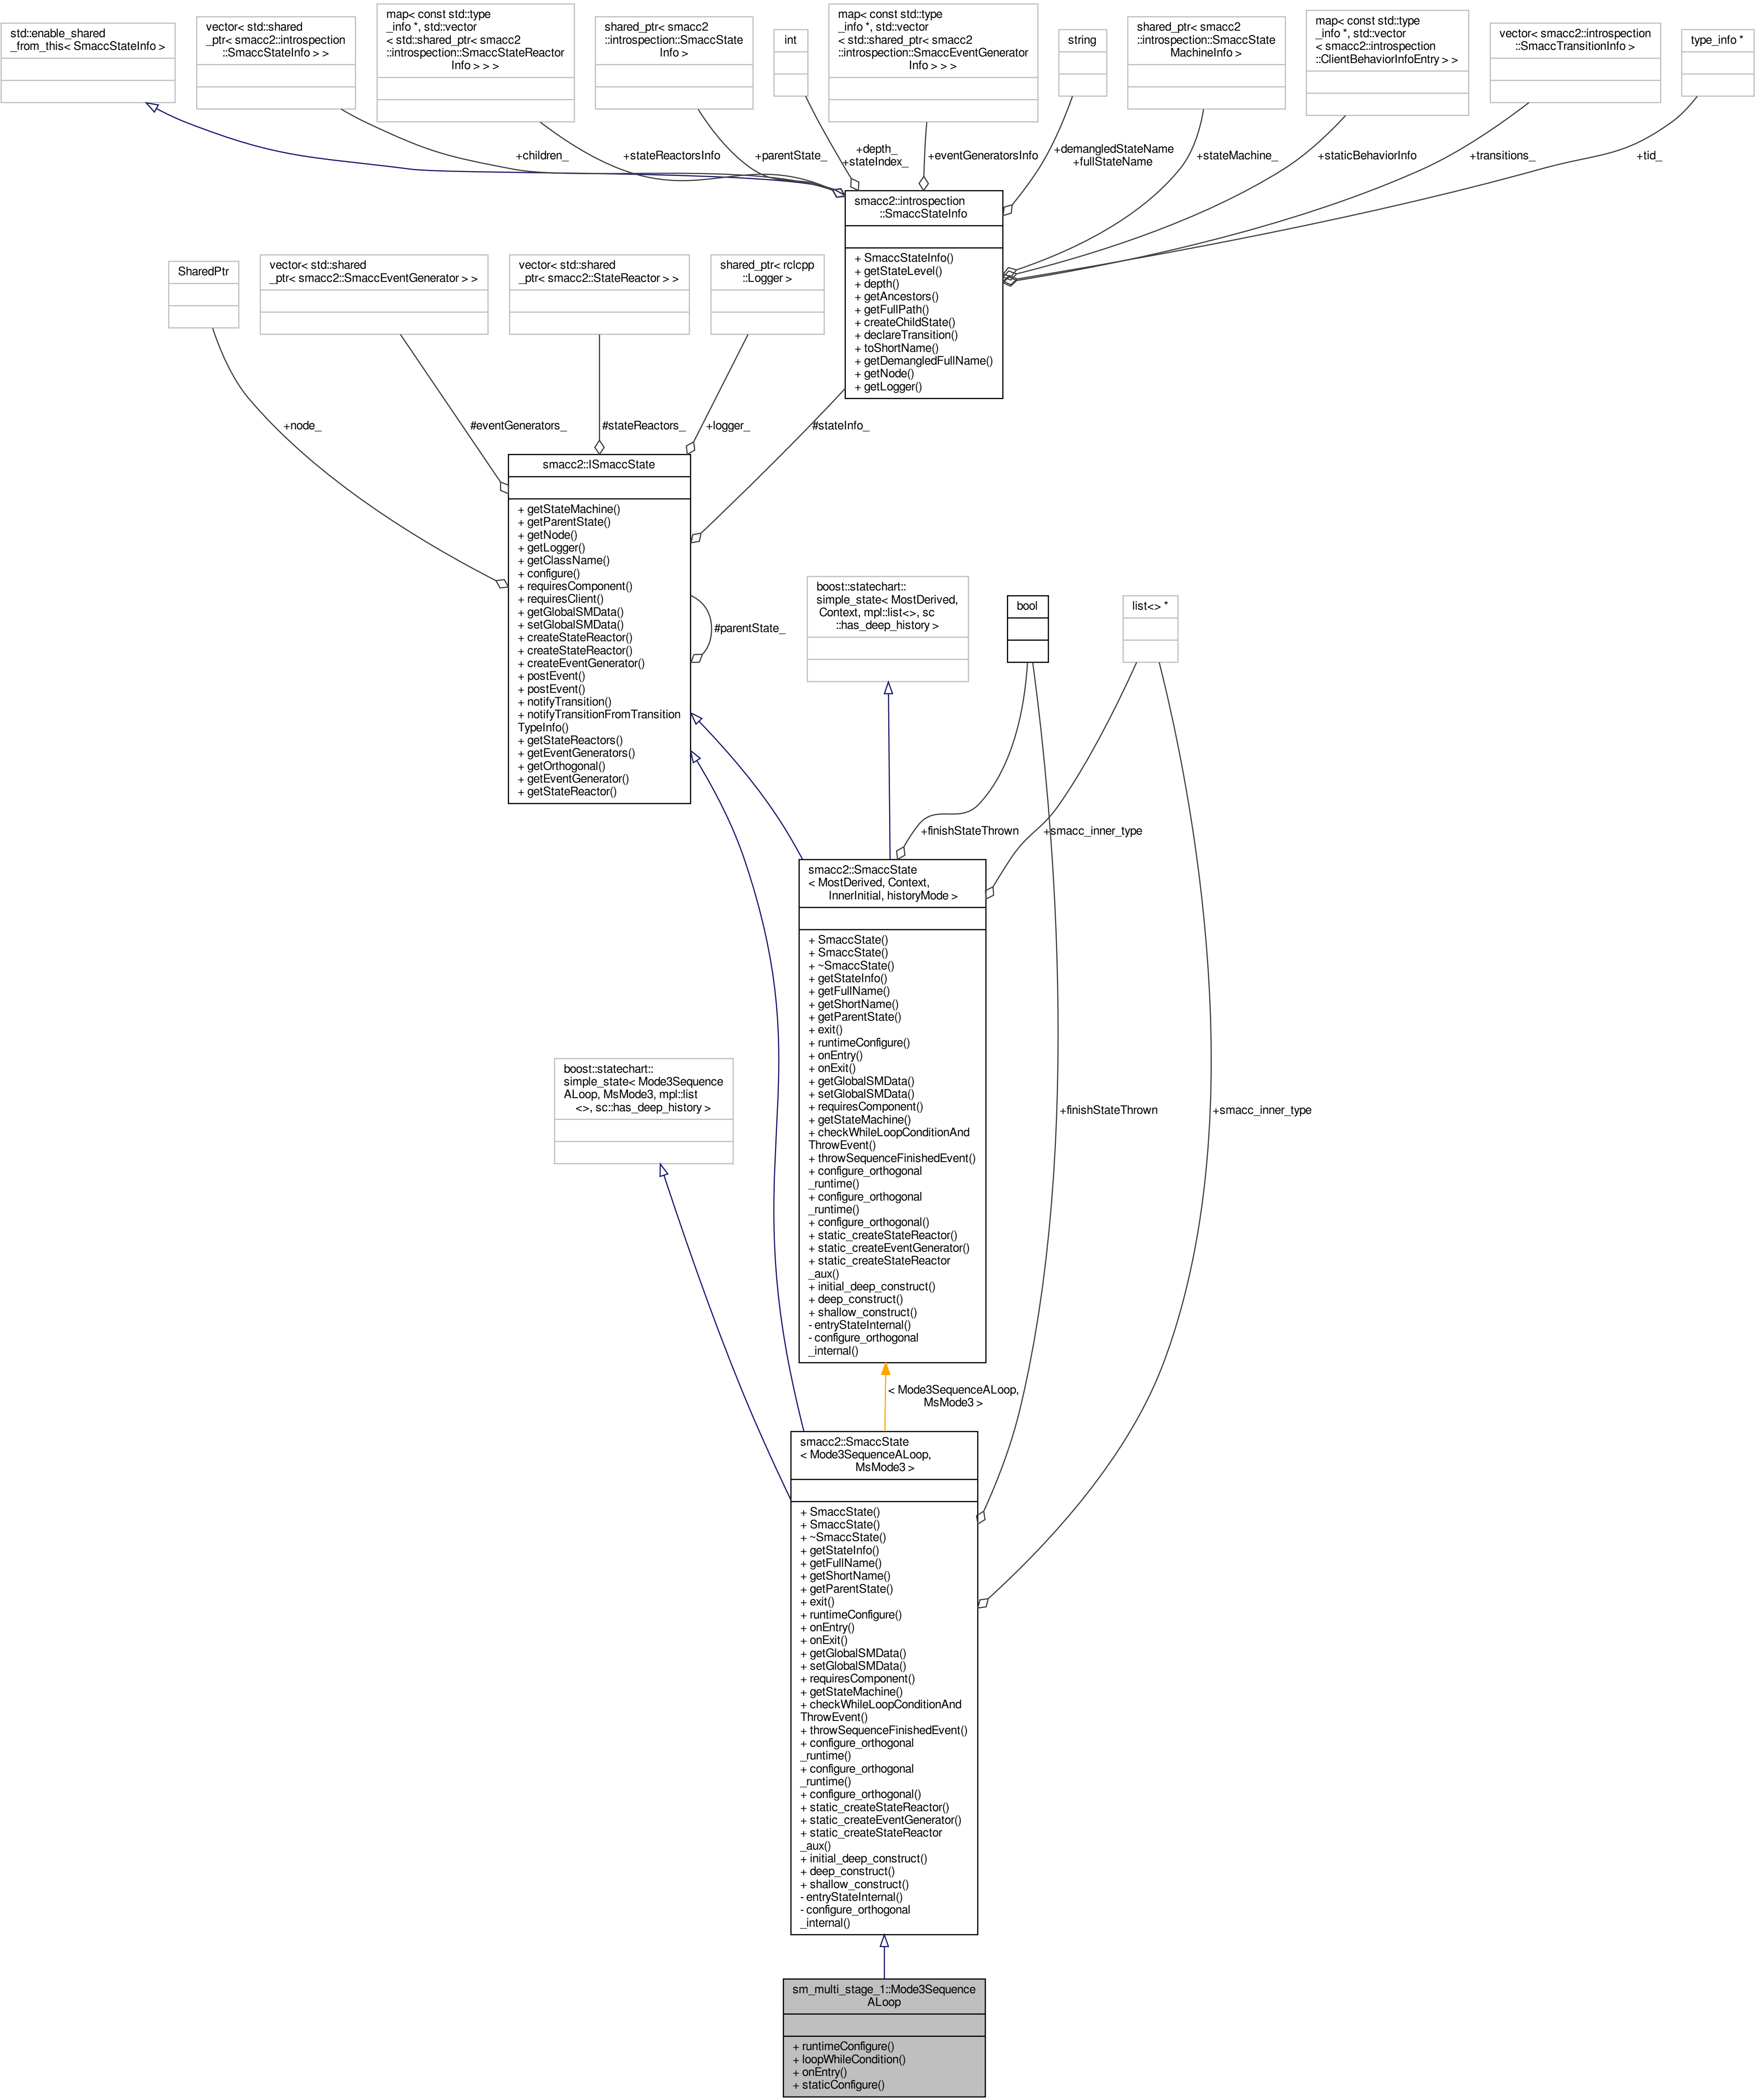 std::enable_shared
_from_this< SmaccStateInfo >
vector< std::shared
_ptr< smacc2::introspection
::SmaccStateInfo > >
map< const std::type
_info *, std::vector
< std::shared_ptr< smacc2
::introspection::SmaccStateReactor
Info > > >
shared_ptr< smacc2
::introspection::SmaccState
Info >
int
map< const std::type
_info *, std::vector
< std::shared_ptr< smacc2
::introspection::SmaccEventGenerator
Info > > >
string
shared_ptr< smacc2
::introspection::SmaccState
MachineInfo >
map< const std::type
_info *, std::vector
< smacc2::introspection
::ClientBehaviorInfoEntry > >
vector< smacc2::introspection
::SmaccTransitionInfo >
type_info *
+children_
+stateReactorsInfo
+parentState_
+depth_
+stateIndex_
+eventGeneratorsInfo
+demangledStateName
+fullStateName
+stateMachine_
+staticBehaviorInfo
+transitions_
+tid_
smacc2::introspection
::SmaccStateInfo
+ SmaccStateInfo()
+ getStateLevel()
+ depth()
+ getAncestors()
+ getFullPath()
+ createChildState()
+ declareTransition()
+ toShortName()
+ getDemangledFullName()
+ getNode()
+ getLogger()
SharedPtr
vector< std::shared
_ptr< smacc2::SmaccEventGenerator > >
vector< std::shared
_ptr< smacc2::StateReactor > >
shared_ptr< rclcpp
::Logger >
+node_
#eventGenerators_
#stateReactors_
+logger_
#stateInfo_
smacc2::ISmaccState
+ getStateMachine()
+ getParentState()
+ getNode()
+ getLogger()
+ getClassName()
+ configure()
+ requiresComponent()
+ requiresClient()
+ getGlobalSMData()
+ setGlobalSMData()
+ createStateReactor()
+ createStateReactor()
+ createEventGenerator()
+ postEvent()
+ postEvent()
+ notifyTransition()
+ notifyTransitionFromTransition
TypeInfo()
+ getStateReactors()
+ getEventGenerators()
+ getOrthogonal()
+ getEventGenerator()
+ getStateReactor()
#parentState_
boost::statechart::
simple_state< MostDerived,
Context, mpl::list<>, sc
::has_deep_history >
bool
list<> *
+finishStateThrown
+smacc_inner_type
smacc2::SmaccState
< MostDerived, Context,
InnerInitial, historyMode >
+ SmaccState()
+ SmaccState()
+ ~SmaccState()
+ getStateInfo()
+ getFullName()
+ getShortName()
+ getParentState()
+ exit()
+ runtimeConfigure()
+ onEntry()
+ onExit()
+ getGlobalSMData()
+ setGlobalSMData()
+ requiresComponent()
+ getStateMachine()
+ checkWhileLoopConditionAnd
ThrowEvent()
+ throwSequenceFinishedEvent()
+ configure_orthogonal
_runtime()
+ configure_orthogonal
_runtime()
+ configure_orthogonal()
+ static_createStateReactor()
+ static_createEventGenerator()
+ static_createStateReactor
_aux()
+ initial_deep_construct()
+ deep_construct()
+ shallow_construct()
- entryStateInternal()
- configure_orthogonal
_internal()
boost::statechart::
simple_state< Mode3Sequence
ALoop, MsMode3, mpl::list
<>, sc::has_deep_history >
+finishStateThrown
+smacc_inner_type
< Mode3SequenceALoop,
MsMode3 >
smacc2::SmaccState
< Mode3SequenceALoop,
MsMode3 >
+ SmaccState()
+ SmaccState()
+ ~SmaccState()
+ getStateInfo()
+ getFullName()
+ getShortName()
+ getParentState()
+ exit()
+ runtimeConfigure()
+ onEntry()
+ onExit()
+ getGlobalSMData()
+ setGlobalSMData()
+ requiresComponent()
+ getStateMachine()
+ checkWhileLoopConditionAnd
ThrowEvent()
+ throwSequenceFinishedEvent()
+ configure_orthogonal
_runtime()
+ configure_orthogonal
_runtime()
+ configure_orthogonal()
+ static_createStateReactor()
+ static_createEventGenerator()
+ static_createStateReactor
_aux()
+ initial_deep_construct()
+ deep_construct()
+ shallow_construct()
- entryStateInternal()
- configure_orthogonal
_internal()
sm_multi_stage_1::Mode3Sequence
ALoop
+ runtimeConfigure()
+ loopWhileCondition()
+ onEntry()
+ staticConfigure()